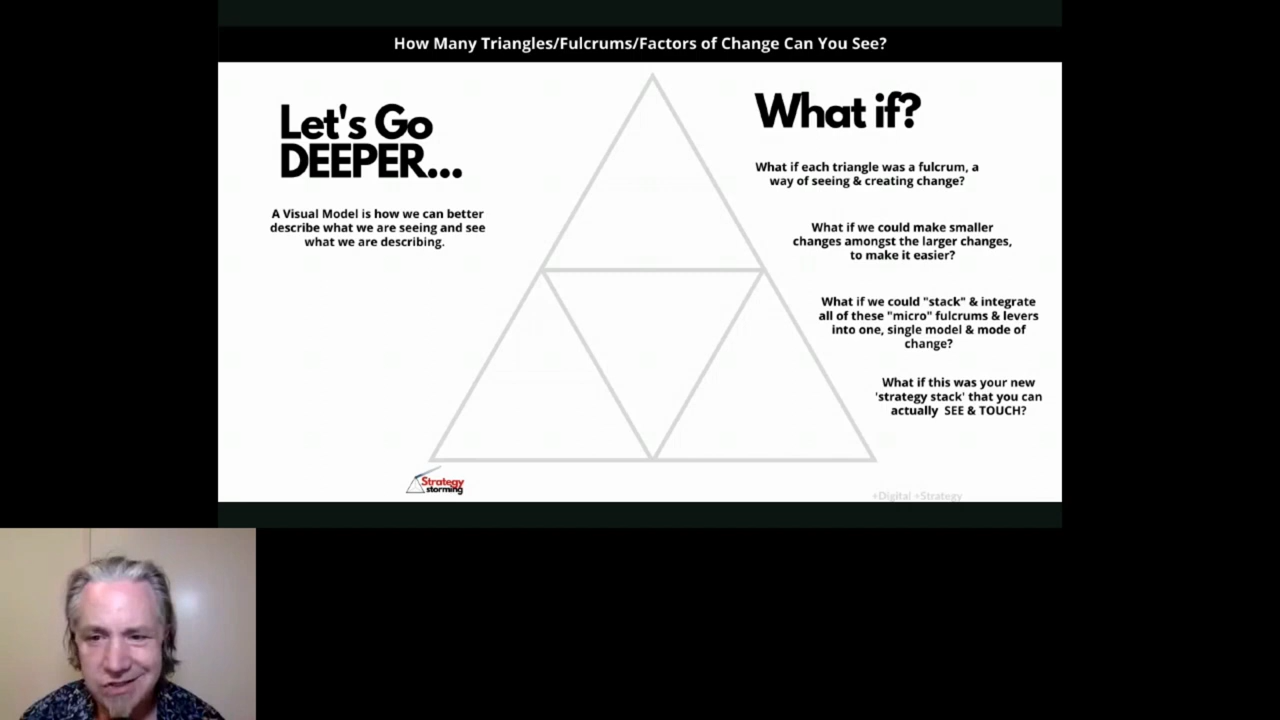 How Many Triangles/Fulcrums/Factors of Change Can You See?
Let's Go
DEEPER...
A Visual Model is how we can better
describe what we are seeing and see
what we are describing.
What if?
What if each triangle was a fulcrum, a
way of seeing & creating change?
What if we could make smaller
changes amongst the larger changes,
to make it easier?
What if we could "stack" & integrate
all of these "micro" fulcrums & levers
into one, single model & mode of
change?
What if this was your new
'strategy stack' that you can
actually SEE & TOUCH?
Strategy
storming
+Digital +Strategy